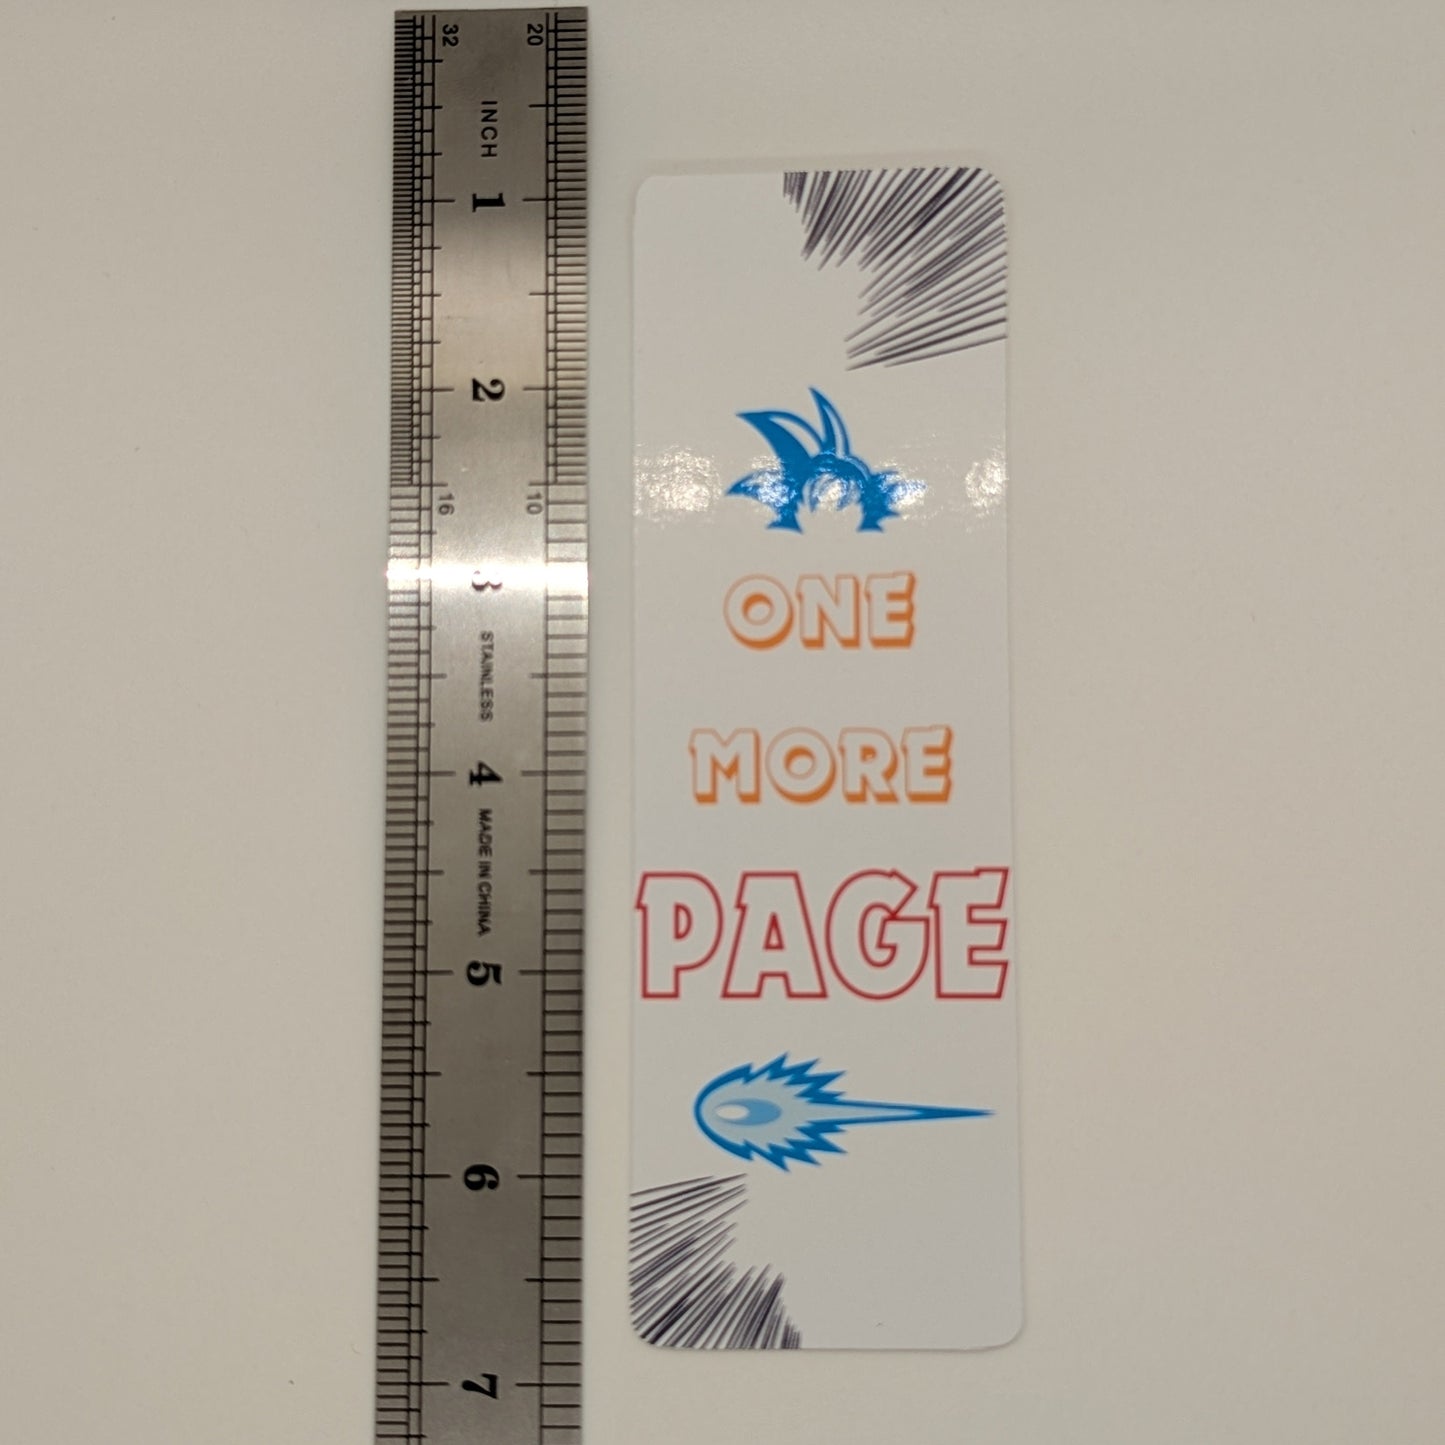 32 20
INCH
1
2
16 10
3
STAINLESS
4
MADE IN CHINA
5
6
7
ONE
MORE
PAGE